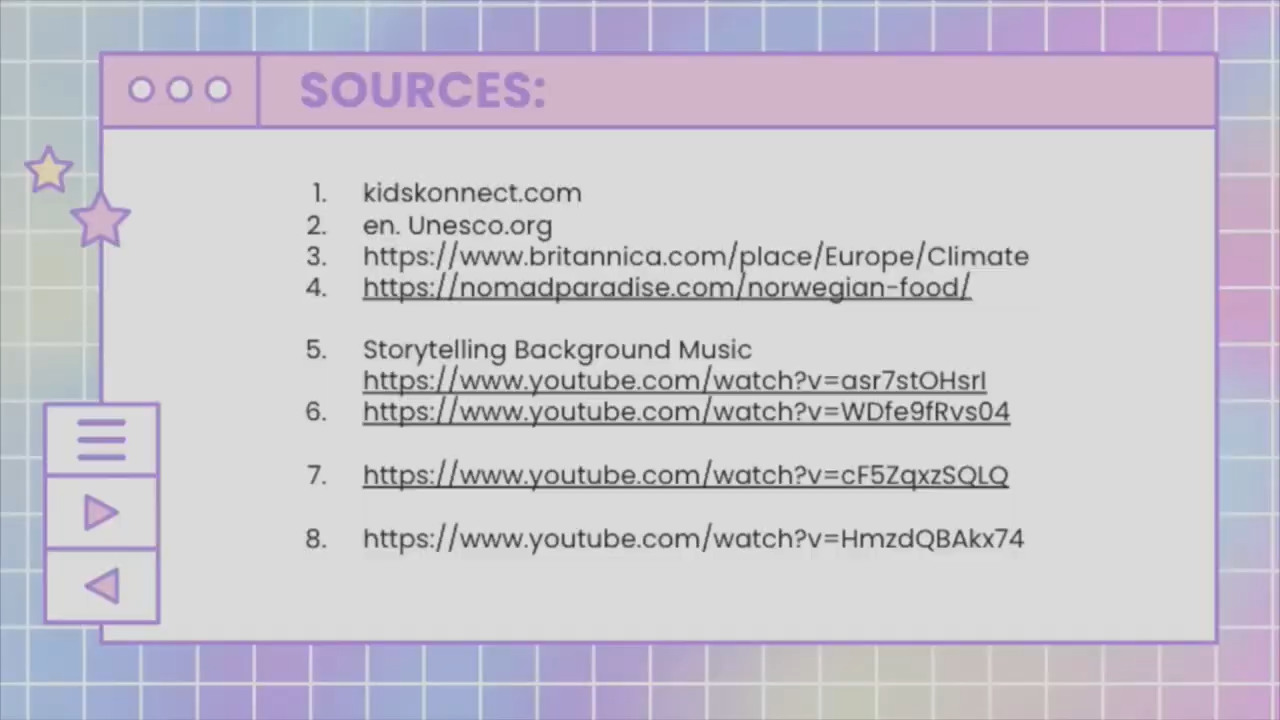 SOURCES:
1. kidskonnect.com
2. en. Unesco.org
3. https://www.britannica.com/place/Europe/Climate
4. https://nomadparadise.com/norwegian-food/
5. Storytelling Background Music
https://www.youtube.com/watch?v=asr7stOHsrI
6. https://www.youtube.com/watch?v=WDfe9fRvs04
7. https://www.youtube.com/watch?v=cF5ZqxzSQLQ
8. https://www.youtube.com/watch?v=HmzdQBAkx74